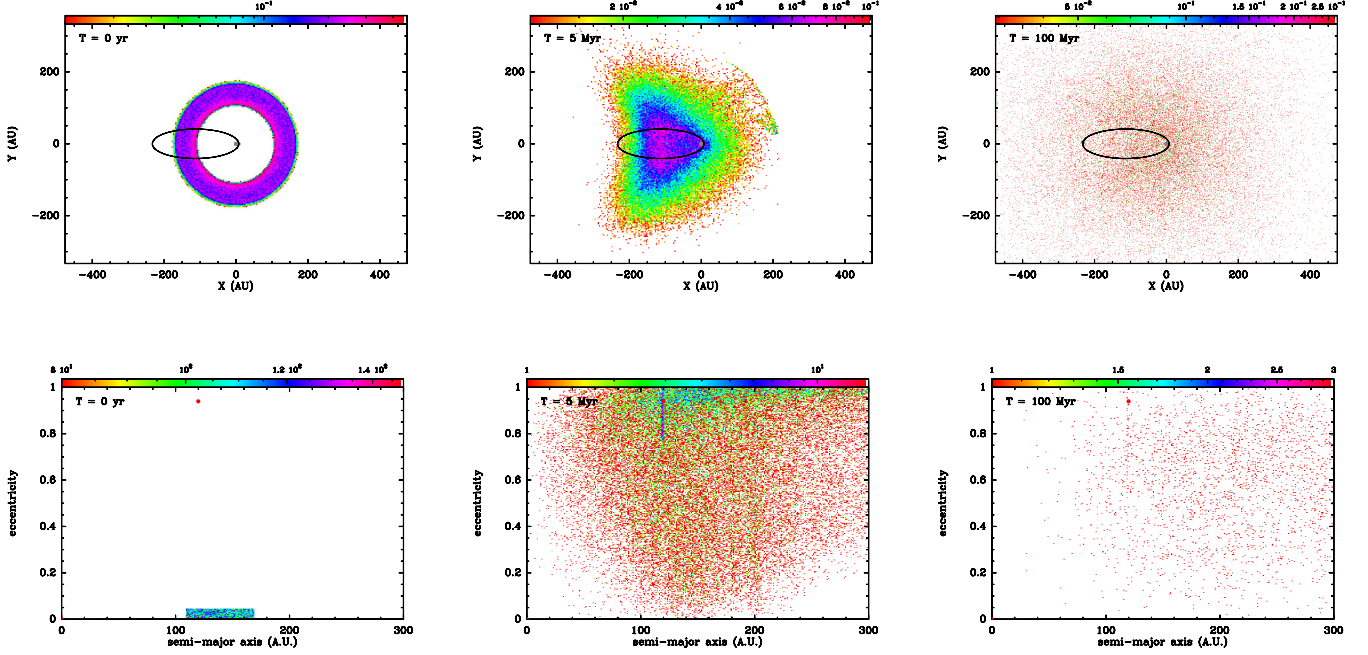 10⁻¹
T = 0 yr
200
0
−200
Y (AU)
−400 −200 0 200 400
X (AU)
2 10⁻² 4 10⁻² 6 10⁻² 8 10⁻² 10⁻¹
T = 5 Myr
200
0
−200
Y (AU)
−400 −200 0 200 400
X (AU)
5 10⁻² 10⁻¹ 1.5 10⁻¹ 2 10⁻¹ 2.5 10⁻¹
T = 100 Myr
200
0
−200
Y (AU)
−400 −200 0 200 400
X (AU)
1.2 10² 1.4 10²
T = 0 yr
1
0.8
0.6
0.4
0.2
0
eccentricity
0 100 200 300
semi-major axis (A.U.)
1 10¹
T = 5 Myr
1
0.8
0.6
0.4
0.2
0
eccentricity
0 100 200 300
semi-major axis (A.U.)
1 1.5 2 2.5 3
T = 100 Myr
1
0.8
0.6
0.4
0.2
0
eccentricity
0 100 200 300
semi-major axis (A.U.)